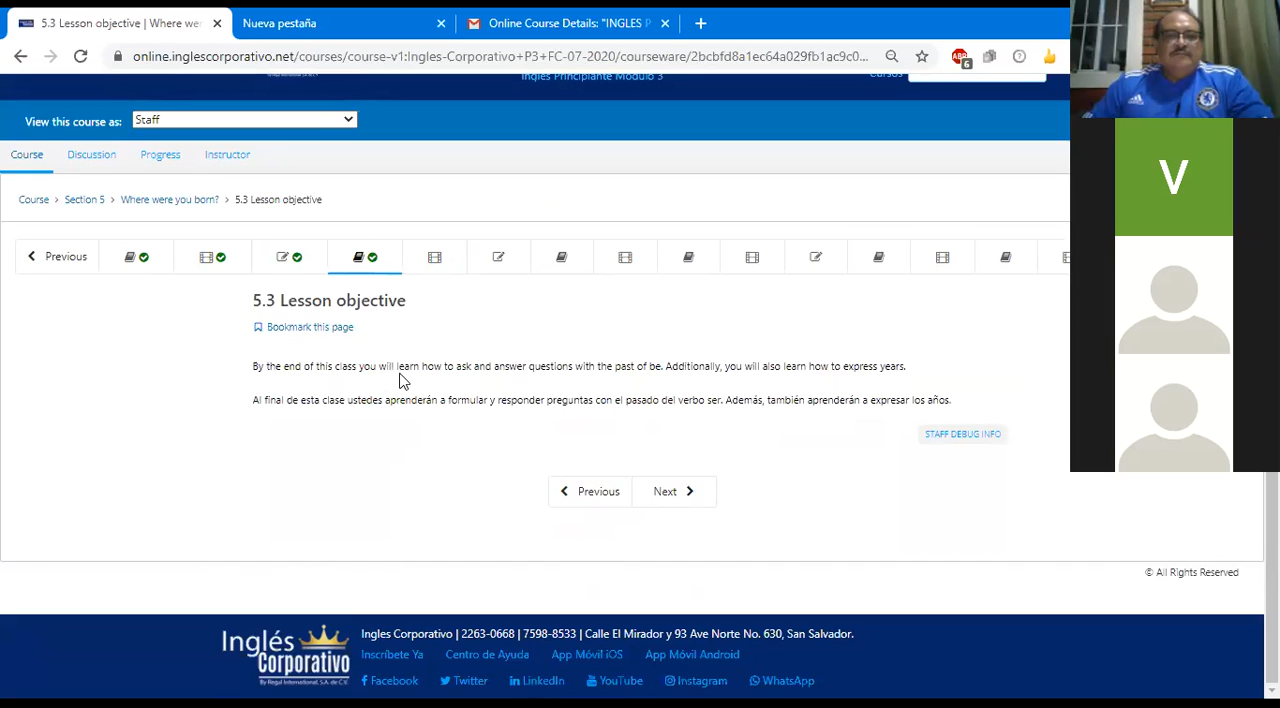 5.3 Lesson objective | Where we
Nueva pestaña
Online Course Details: "INGLES P
online.inglescorporativo.net/courses/course-v1:Ingles-Corporativo+P3+FC-07-2020/courseware/2bcbfd8a1ec64a029fb1ac9c0...
6
Inglés Principiante Módulo 3
Cursos
View this course as: Staff
Course Discussion Progress Instructor
Course > Section 5 > Where were you born? > 5.3 Lesson objective
Previous
5.3 Lesson objective
Bookmark this page
By the end of this class you will learn how to ask and answer questions with the past of be. Additionally, you will also learn how to express years.
Al final de esta clase ustedes aprenderán a formular y responder preguntas con el pasado del verbo ser. Además, también aprenderán a expresar los años.
STAFF DEBUG INFO
Previous Next
© All Rights Reserved
Inglés Corporativo
By Regal International, S.A. de C.V.
Ingles Corporativo | 2263-0668 | 7598-8533 | Calle El Mirador y 93 Ave Norte No. 630, San Salvador.
Inscríbete Ya Centro de Ayuda App Móvil iOS App Móvil Android
Facebook Twitter LinkedIn YouTube Instagram WhatsApp
V